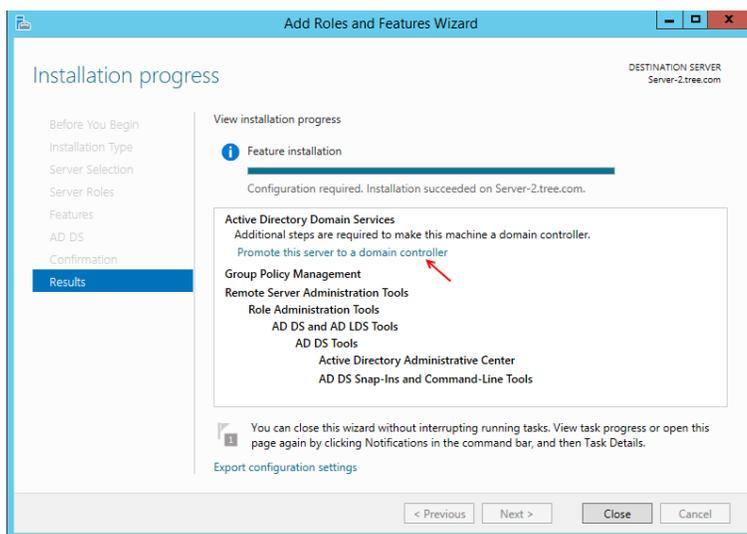 Add Roles and Features Wizard
Installation progress
DESTINATION SERVER
Server-2.tree.com
Before You Begin
Installation Type
Server Selection
Server Roles
Features
AD DS
Confirmation
Results
View installation progress
Feature installation
Configuration required. Installation succeeded on Server-2.tree.com.
Active Directory Domain Services
Additional steps are required to make this machine a domain controller.
Promote this server to a domain controller
Group Policy Management
Remote Server Administration Tools
Role Administration Tools
AD DS and AD LDS Tools
AD DS Tools
Active Directory Administrative Center
AD DS Snap-Ins and Command-Line Tools
1
You can close this wizard without interrupting running tasks. View task progress or open this
page again by clicking Notifications in the command bar, and then Task Details.
Export configuration settings
< Previous
Next >
Close
Cancel